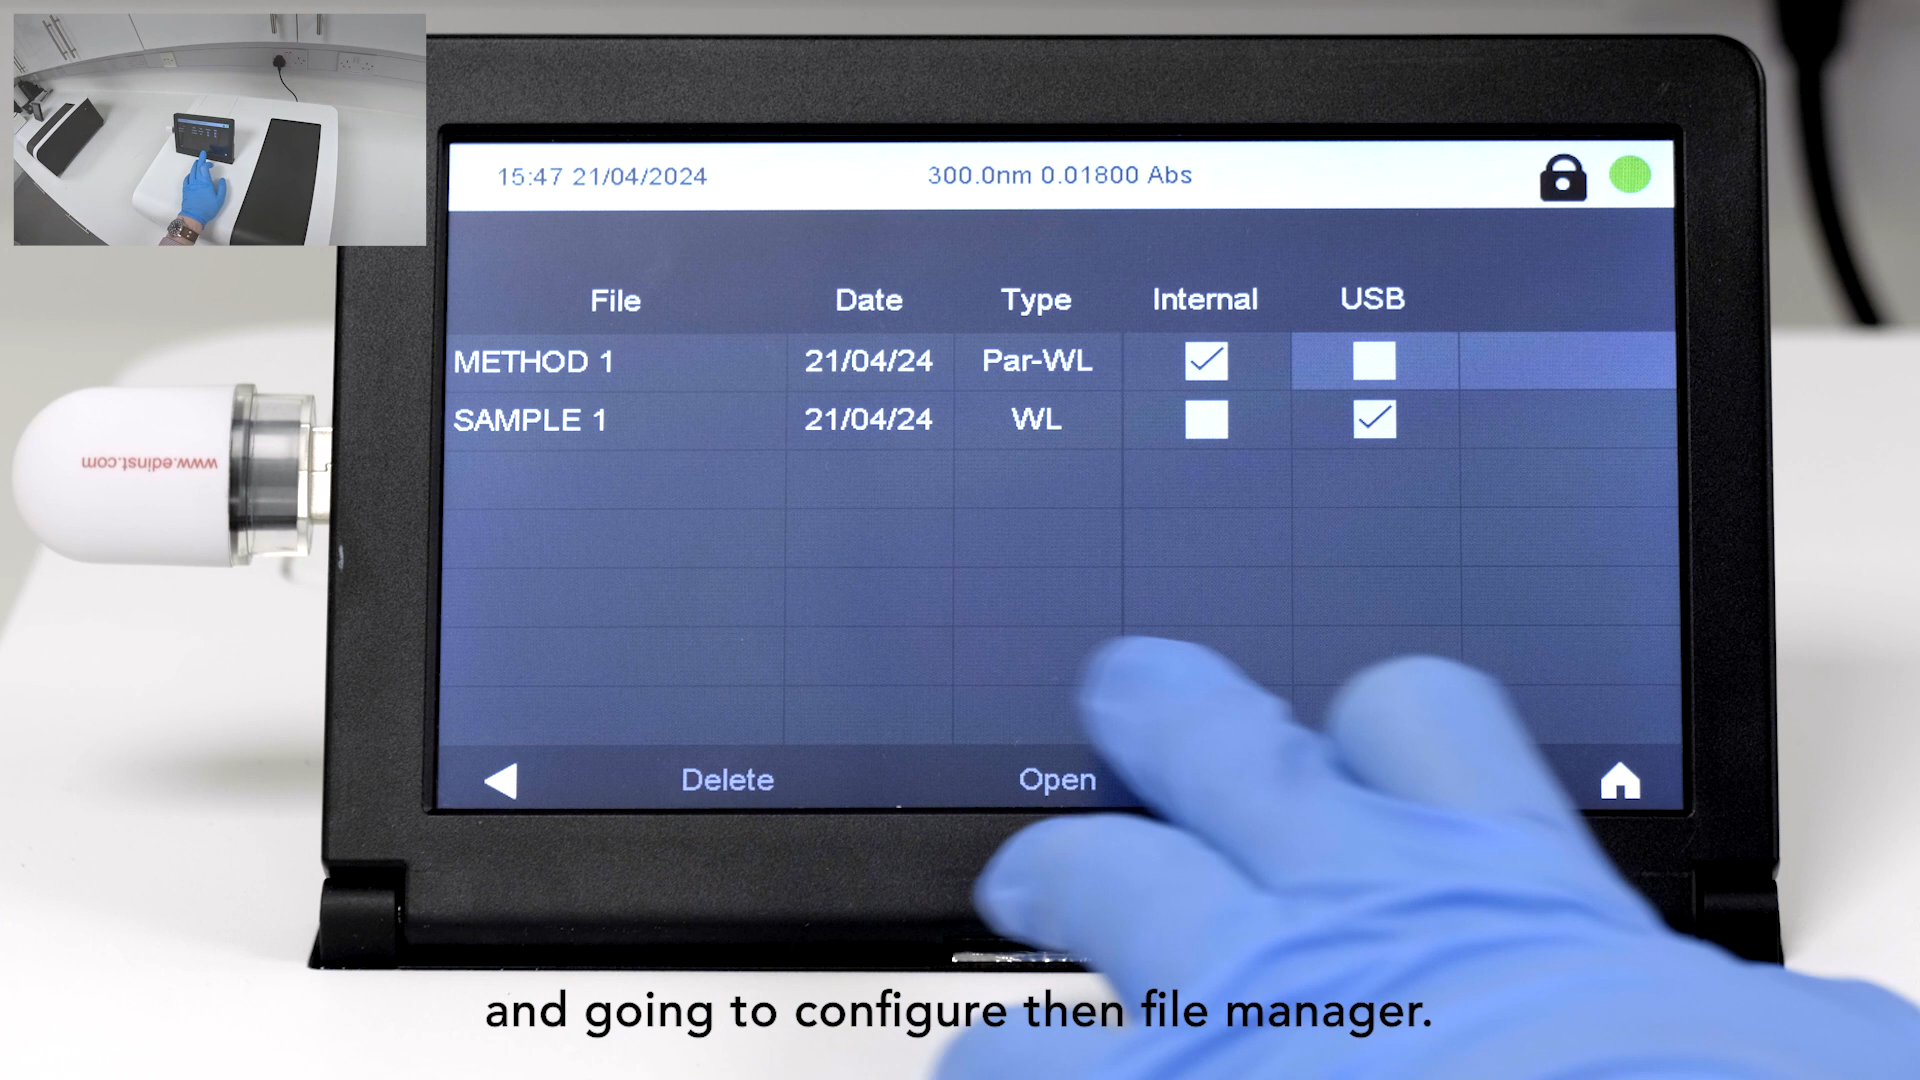 15:47 21/04/2024 300.0nm 0.01800 Abs
File Date Type Internal USB
METHOD 1 21/04/24 Par-WL
SAMPLE 1 21/04/24 WL
www.edinst.com
Delete Open
and going to configure then file manager.